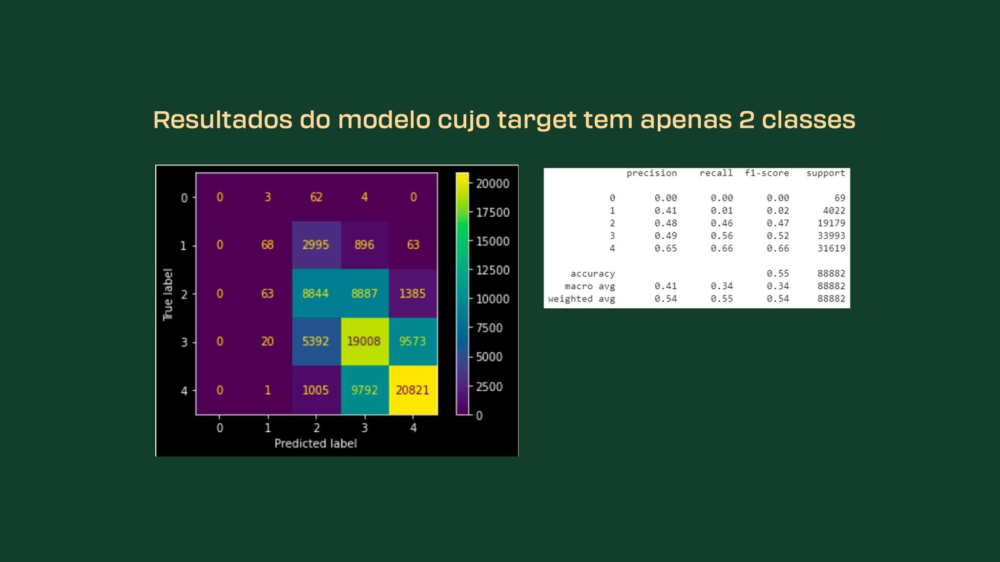 Resultados do modelo cujo target tem apenas 2 classes
True label
0 0 3 62 4 0
1 0 68 2995 896 63
2 0 63 8844 8887 1385
3 0 20 5392 19008 9573
4 0 1 1005 9792 20821
0 1 2 3 4
Predicted label
20000
17500
15000
12500
10000
7500
5000
2500
0
precision recall f1-score support
0 0.00 0.00 0.00 69
1 0.41 0.01 0.02 4022
2 0.48 0.46 0.47 19179
3 0.49 0.56 0.52 33993
4 0.65 0.66 0.66 31619
accuracy 0.55 88882
macro avg 0.41 0.34 0.34 88882
weighted avg 0.54 0.55 0.54 88882